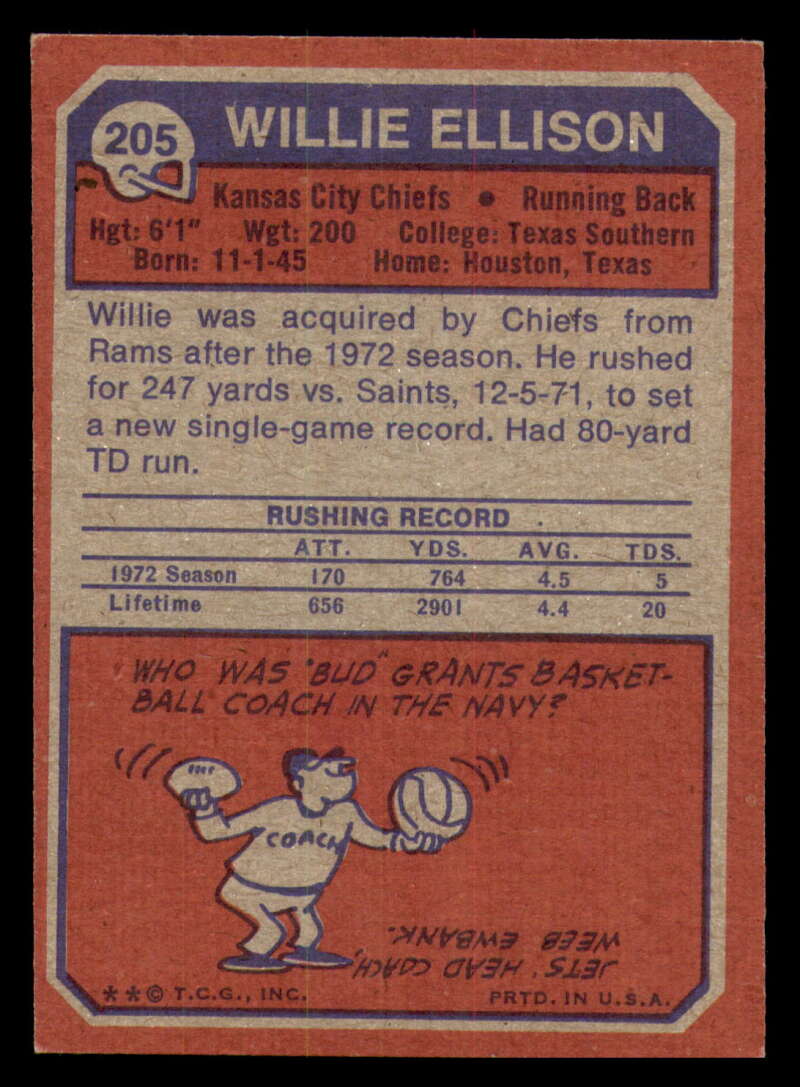 205
WILLIE ELLISON
Kansas City Chiefs • Running Back
Hgt: 6'1" Wgt: 200 College: Texas Southern
Born: 11-1-45 Home: Houston, Texas
Willie was acquired by Chiefs from
Rams after the 1972 season. He rushed
for 247 yards vs. Saints, 12-5-71, to set
a new single-game record. Had 80-yard
TD run.
RUSHING RECORD
ATT. YDS. AVG. TDS.
1972 Season 170 764 4.5 5
Lifetime 656 2901 4.4 20
WHO WAS "BUD" GRANTS BASKET-
BALL COACH IN THE NAVY?
COACH
JETS' HEAD COACH,
WEEB EWBANK.
**© T.C.G., INC. PRTD. IN U.S.A.